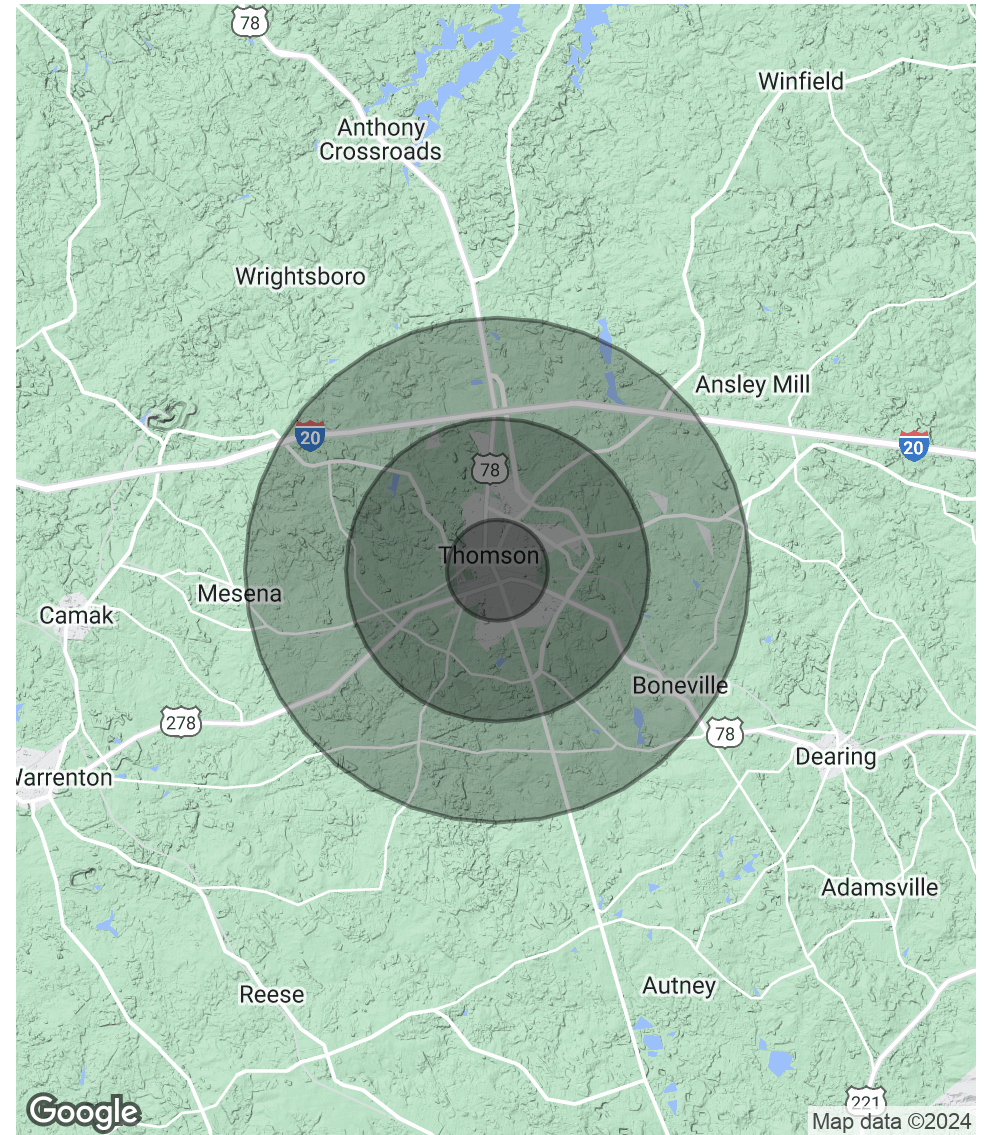 78
Winfield
Anthony
Crossroads
Wrightsboro
Ansley Mill
20
20
78
Thomson
Mesena
Camak
Boneville
278
78
Dearing
Warrenton
Adamsville
Autney
Reese
221
Google
Map data ©2024